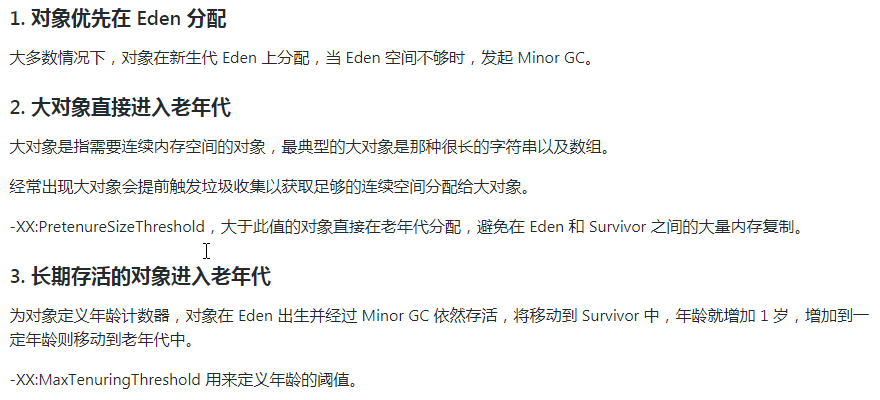 1. 对象优先在 Eden 分配
大多数情况下，对象在新生代 Eden 上分配，当 Eden 空间不够时，发起 Minor GC。
2. 大对象直接进入老年代
大对象是指需要连续内存空间的对象，最典型的大对象是那种很长的字符串以及数组。
经常出现大对象会提前触发垃圾收集以获取足够的连续空间分配给大对象。
-XX:PretenureSizeThreshold，大于此值的对象直接在老年代分配，避免在 Eden 和 Survivor 之间的大量内存复制。
3. 长期存活的对象进入老年代
为对象定义年龄计数器，对象在 Eden 出生并经过 Minor GC 依然存活，将移动到 Survivor 中，年龄就增加 1 岁，增加到一
定年龄则移动到老年代中。
-XX:MaxTenuringThreshold 用来定义年龄的阈值。